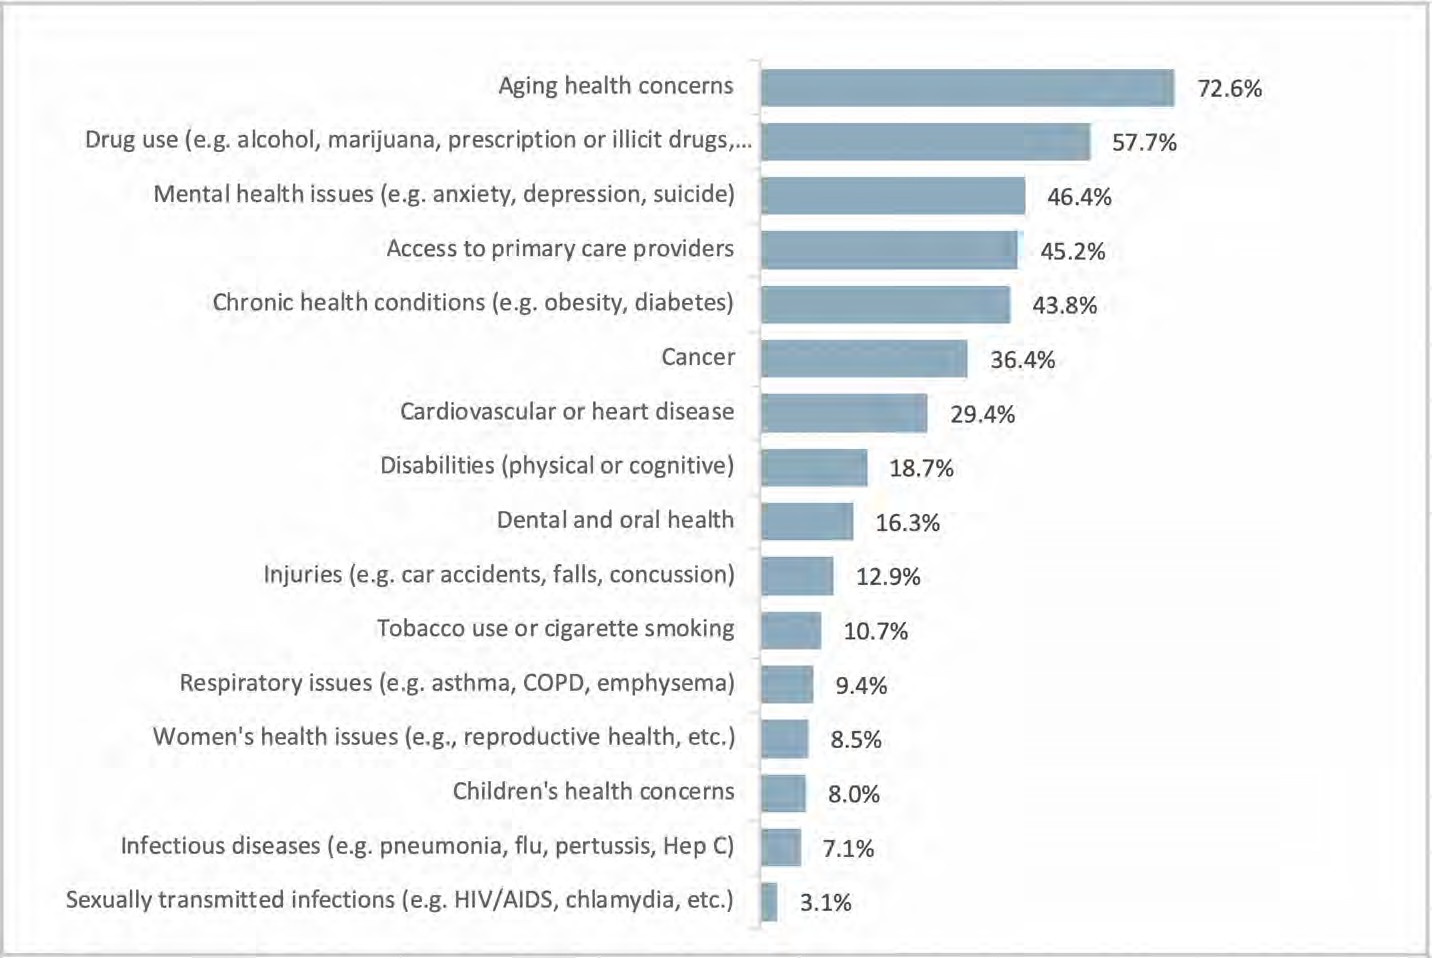 Aging health concerns 72.6%
Drug use (e.g. alcohol, marijuana, prescription or illicit drugs,... 57.7%
Mental health issues (e.g. anxiety, depression, suicide) 46.4%
Access to primary care providers 45.2%
Chronic health conditions (e.g. obesity, diabetes) 43.8%
Cancer 36.4%
Cardiovascular or heart disease 29.4%
Disabilities (physical or cognitive) 18.7%
Dental and oral health 16.3%
Injuries (e.g. car accidents, falls, concussion) 12.9%
Tobacco use or cigarette smoking 10.7%
Respiratory issues (e.g. asthma, COPD, emphysema) 9.4%
Women's health issues (e.g., reproductive health, etc.) 8.5%
Children's health concerns 8.0%
Infectious diseases (e.g. pneumonia, flu, pertussis, Hep C) 7.1%
Sexually transmitted infections (e.g. HIV/AIDS, chlamydia, etc.) 3.1%